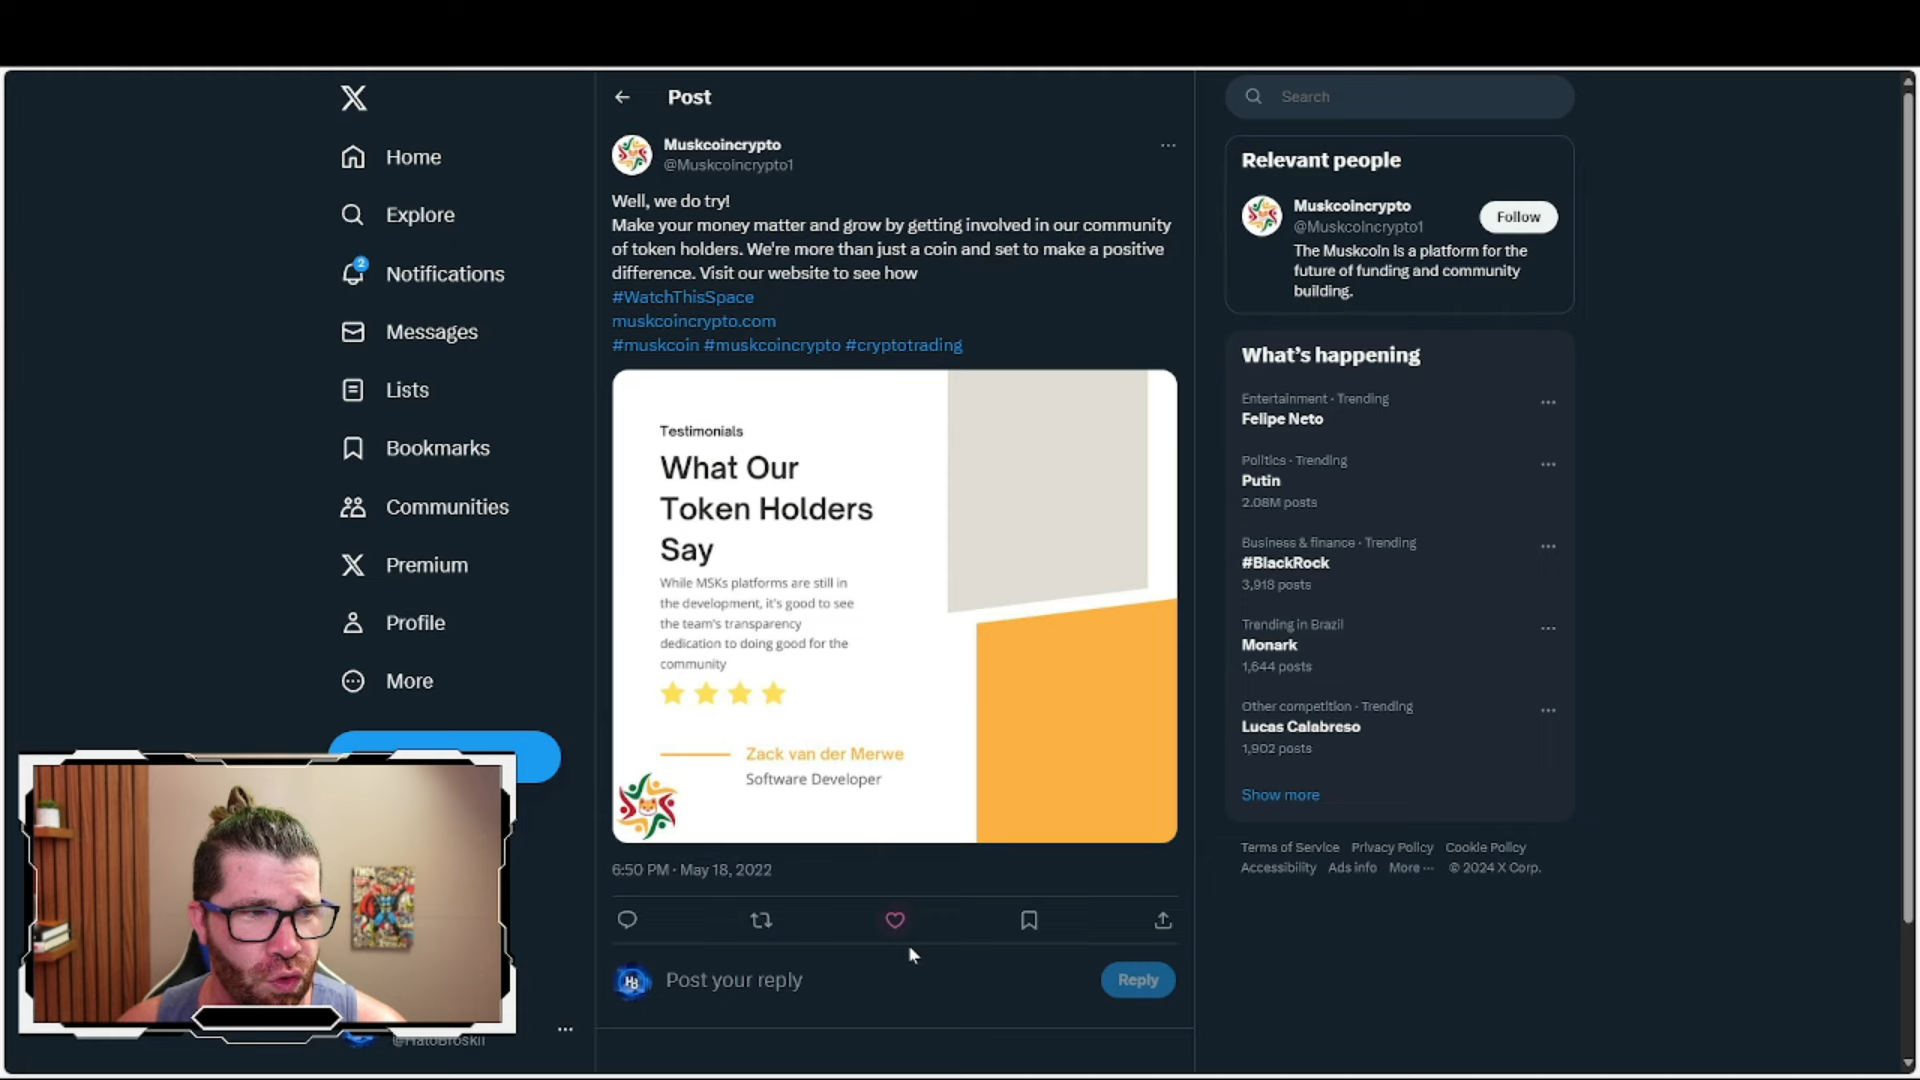 Home
Explore
2
Notifications
Messages
Lists
Bookmarks
Communities
Premium
Profile
More
@HatoBroskii
Post
Muskcoincrypto
@Muskcoincrypto1
Well, we do try!
Make your money matter and grow by getting involved in our community
of token holders. We're more than just a coin and set to make a positive
difference. Visit our website to see how
#WatchThisSpace
muskcoincrypto.com
#muskcoin #muskcoincrypto #cryptotrading
Testimonials
What Our
Token Holders
Say
While MSKs platforms are still in
the development, it's good to see
the team's transparency
dedication to doing good for the
community
Zack van der Merwe
Software Developer
6:50 PM · May 18, 2022
HB
Post your reply
Reply
Search
Relevant people
Muskcoincrypto
@Muskcoincrypto1
Follow
The Muskcoin is a platform for the
future of funding and community
building.
What's happening
Entertainment · Trending
Felipe Neto
Politics · Trending
Putin
2.08M posts
Business & finance · Trending
#BlackRock
3,918 posts
Trending in Brazil
Monark
1,644 posts
Other competition · Trending
Lucas Calabreso
1,902 posts
Show more
Terms of Service Privacy Policy Cookie Policy
Accessibility Ads info More ··· © 2024 X Corp.